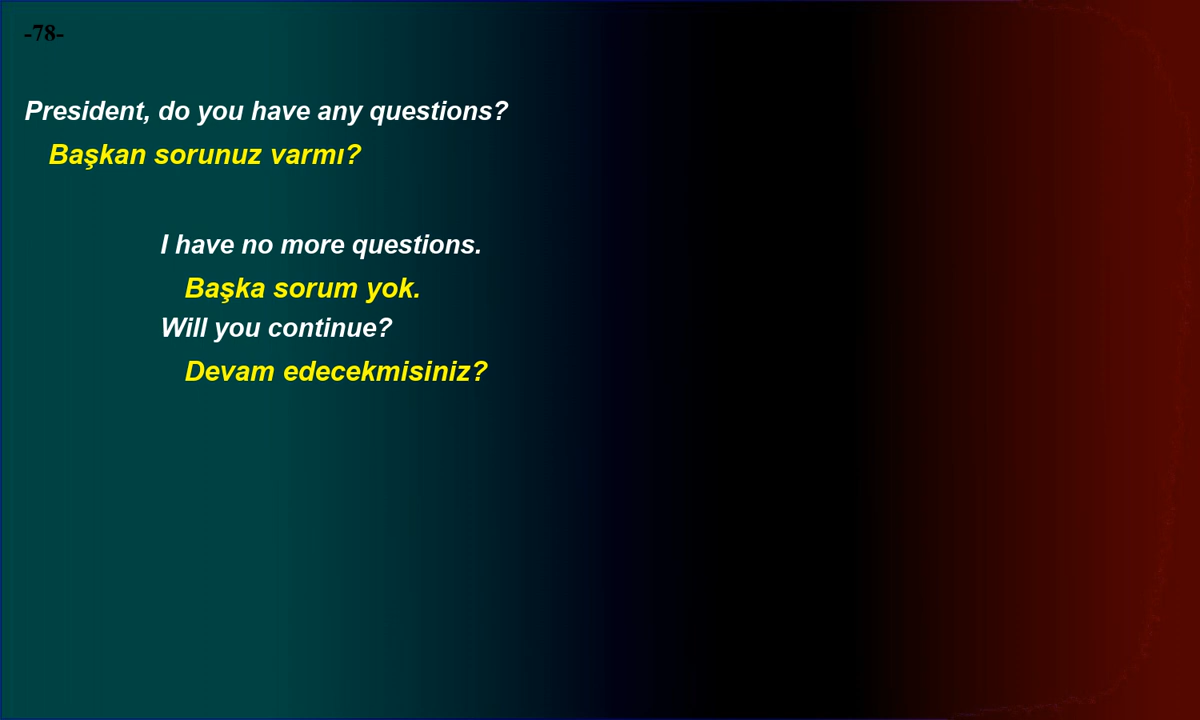 -78-
President, do you have any questions?
Başkan sorunuz varmı?
I have no more questions.
Başka sorum yok.
Will you continue?
Devam edecekmisiniz?